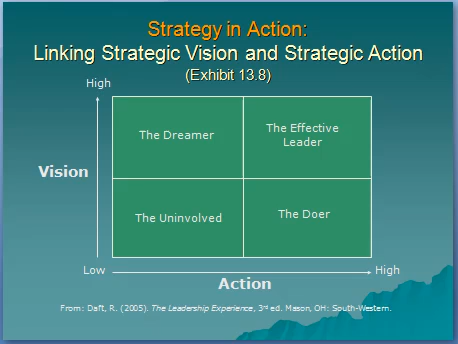 Strategy in Action:
Linking Strategic Vision and Strategic Action
(Exhibit 13.8)
High
The Dreamer
The Effective
Leader
Vision
The Uninvolved
The Doer
Low
High
Action
From: Daft, R. (2005). The Leadership Experience, 3rd ed. Mason, OH: South-Western.